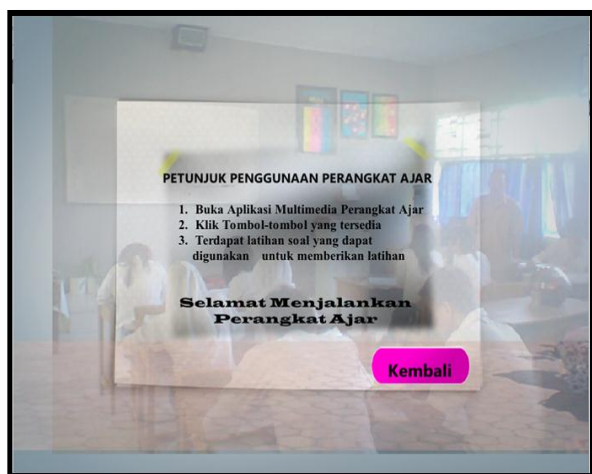 PETUNJUK PENGGUNAAN PERANGKAT AJAR
1. Buka Aplikasi Multimedia Perangkat Ajar
2. Klik Tombol-tombol yang tersedia
3. Terdapat latihan soal yang dapat
digunakan untuk memberikan latihan
Selamat Menjalankan
Perangkat Ajar
Kembali